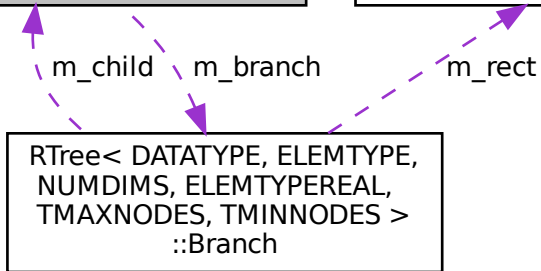 m_child
m_branch
m_rect
RTree< DATATYPE, ELEMTYPE,
NUMDIMS, ELEMTYPEREAL,
TMAXNODES, TMINNODES >
::Branch